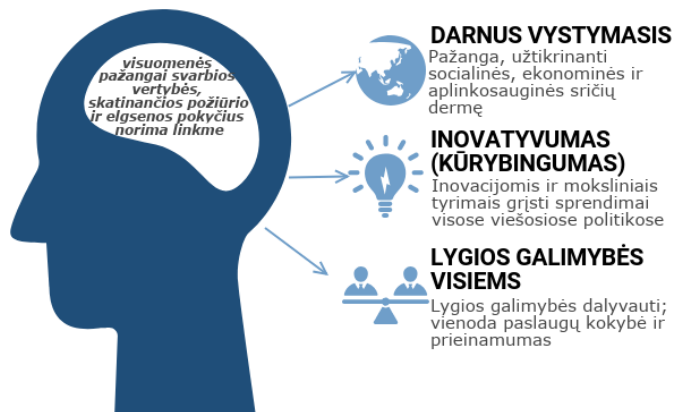 visuomenės
pažangai svarbios
vertybės,
skatinančios požiūrio
ir elgsenos pokyčius
norima linkme
DARNUS VYSTYMASIS
Pažanga, užtikrinanti
socialinės, ekonominės ir
aplinkosauginės sričių
dermę
INOVATYVUMAS
(KŪRYBINGUMAS)
Inovacijomis ir moksliniais
tyrimais grįsti sprendimai
visose viešosiose politikose
LYGIOS GALIMYBĖS
VISIEMS
Lygios galimybės dalyvauti;
vienoda paslaugų kokybė ir
prieinamumas